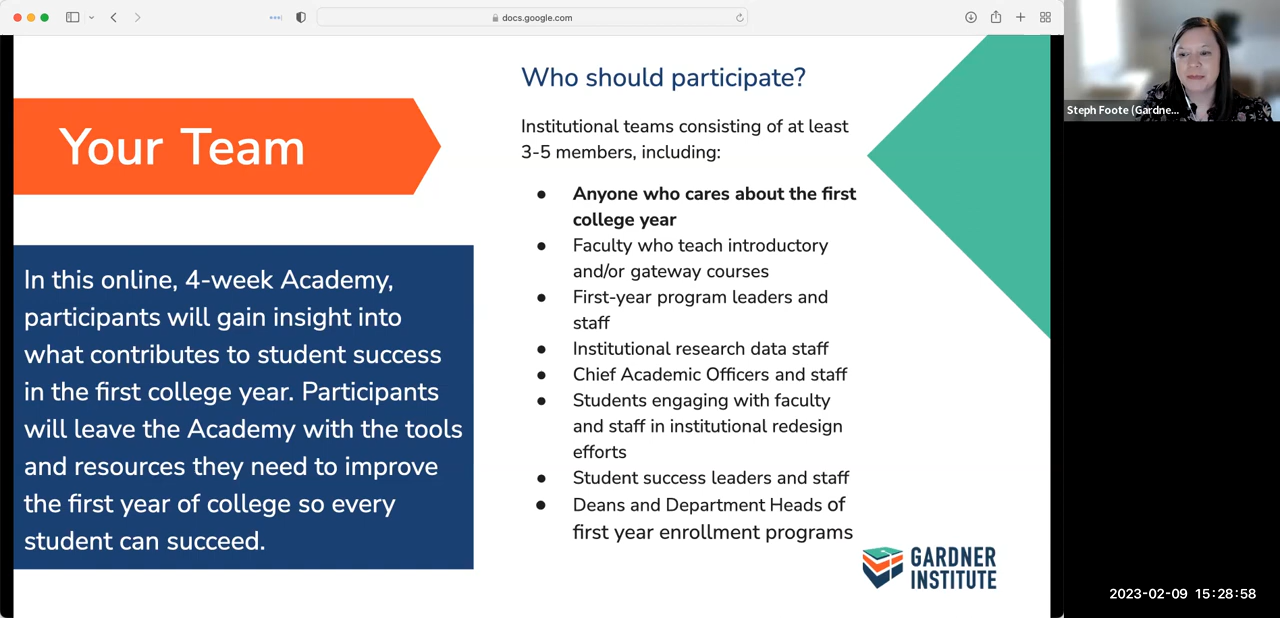 docs.google.com
Your Team
In this online, 4-week Academy,
participants will gain insight into
what contributes to student success
in the first college year. Participants
will leave the Academy with the tools
and resources they need to improve
the first year of college so every
student can succeed.
Who should participate?
Institutional teams consisting of at least
3-5 members, including:
● Anyone who cares about the first
college year
● Faculty who teach introductory
and/or gateway courses
● First-year program leaders and
staff
● Institutional research data staff
● Chief Academic Officers and staff
● Students engaging with faculty
and staff in institutional redesign
efforts
● Student success leaders and staff
● Deans and Department Heads of
first year enrollment programs
GARDNER
INSTITUTE
Steph Foote (Gardne...
2023-02-09 15:28:58